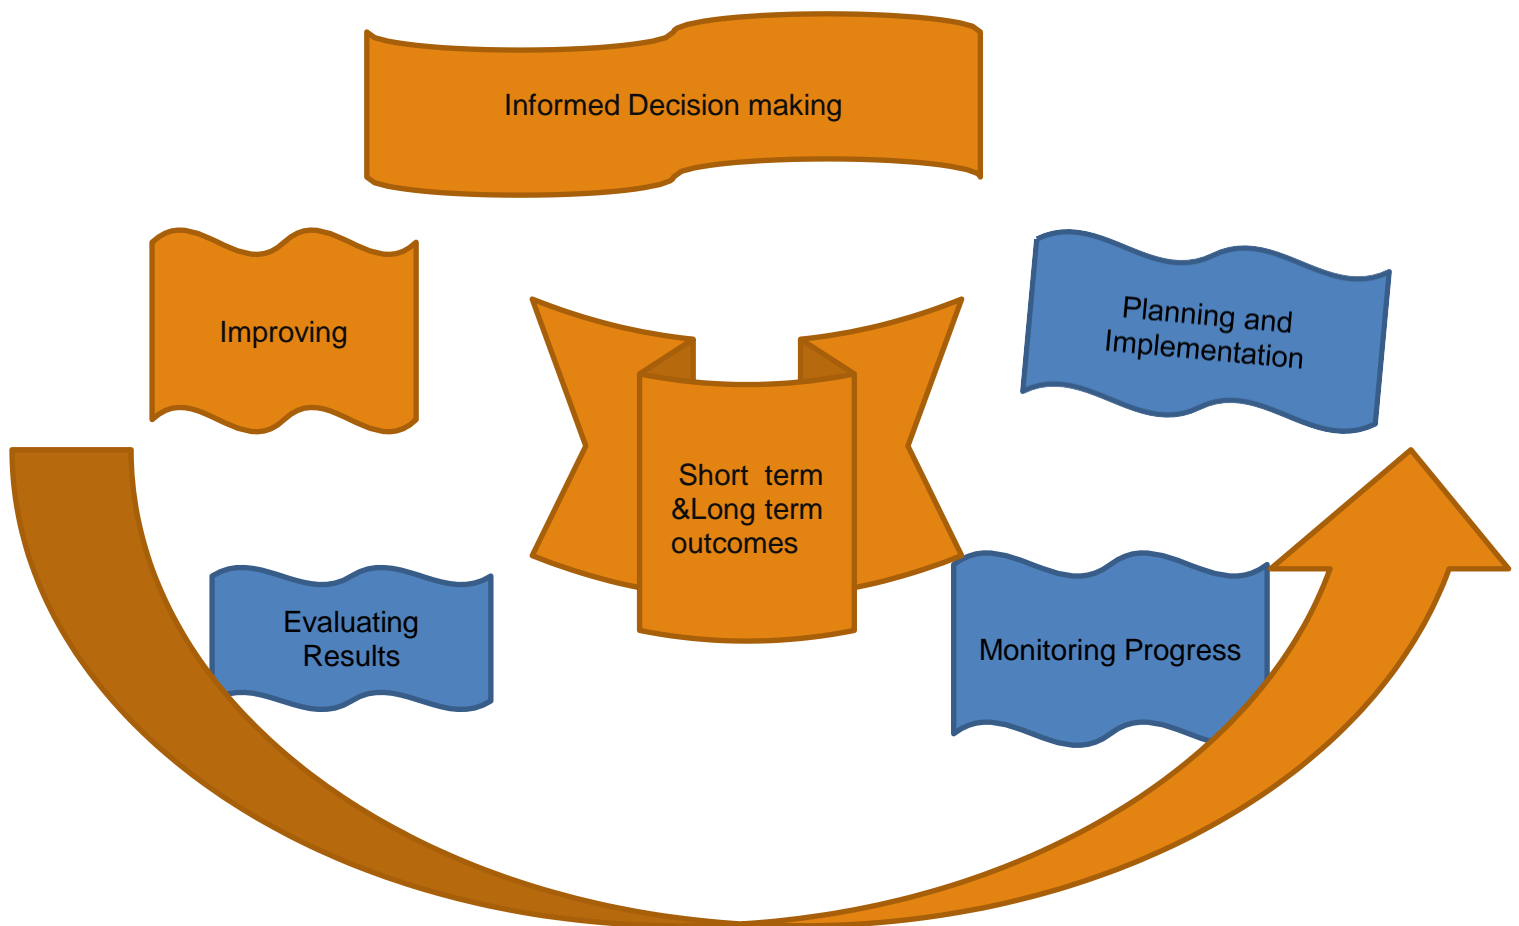 Informed Decision making
Improving
Planning and
Implementation
Short term
&Long term
outcomes
Evaluating
Results
Monitoring Progress